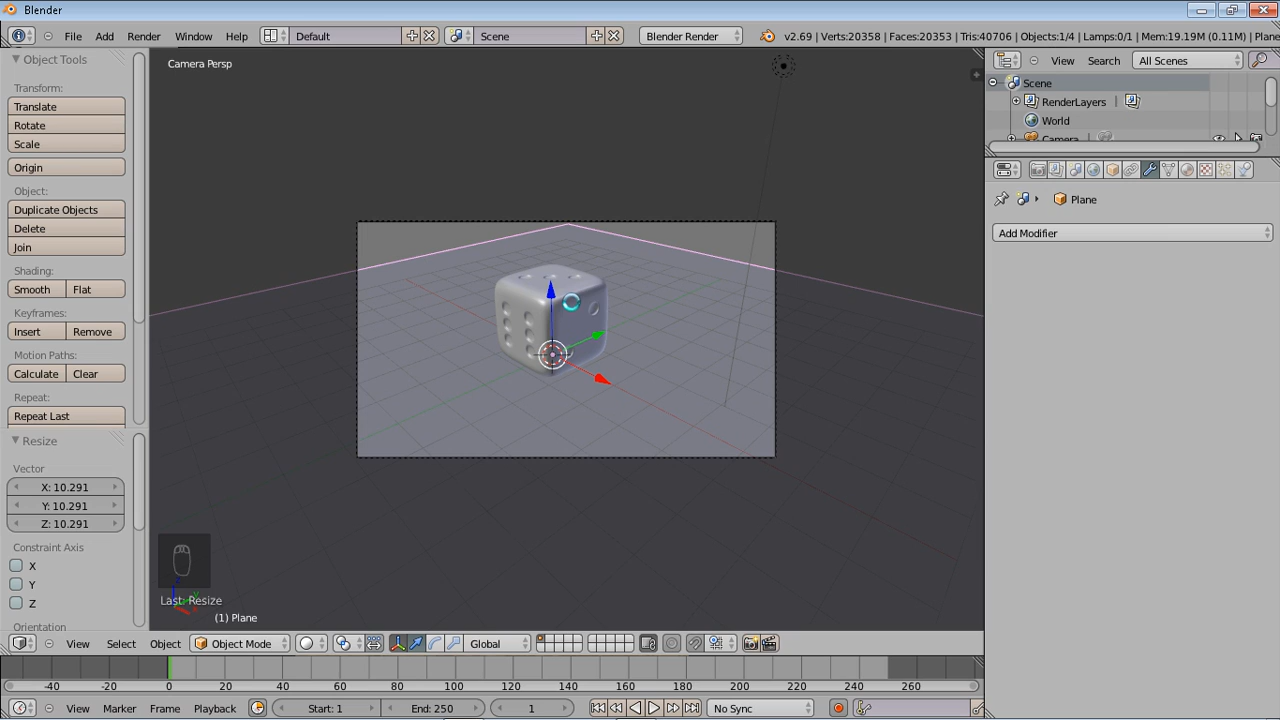 Blender
File Add Render Window Help Default Scene Blender Render v2.69 | Verts:20358 | Faces:20353 | Tris:40706 | Objects:1/4 | Lamps:0/1 | Mem:19.19M (0.11M) | Plane
Object Tools
Transform:
Translate
Rotate
Scale
Origin
Object:
Duplicate Objects
Delete
Join
Shading:
Smooth Flat
Keyframes:
Insert Remove
Motion Paths:
Calculate Clear
Repeat:
Repeat Last
Resize
Vector
X: 10.291
Y: 10.291
Z: 10.291
Constraint Axis
X
Y
Z
Orientation
Camera Persp
Last: Resize
(1) Plane
View Select Object Object Mode Global
View Search All Scenes
Scene
RenderLayers |
World
Camera
Plane
Add Modifier
-40 -20 0 20 40 60 80 100 120 140 160 180 200 220 240 260
View Marker Frame Playback Start: 1 End: 250 1 No Sync